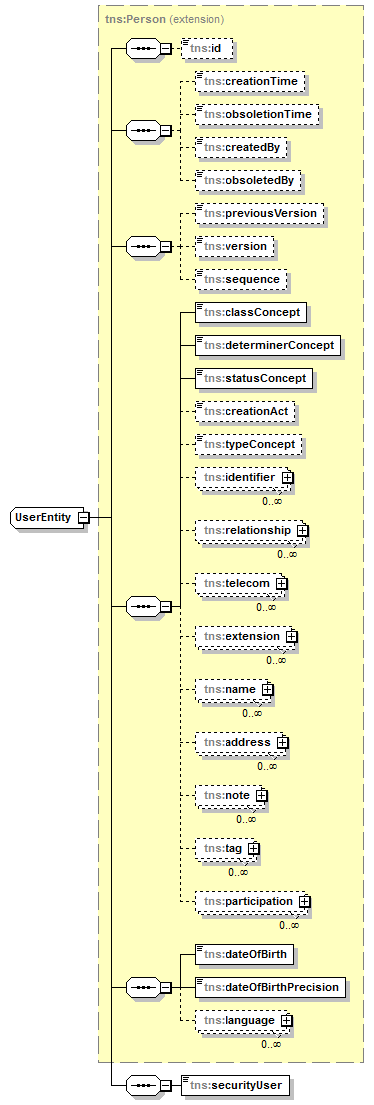 tns:Person (extension)
tns:id
tns:creationTime
tns:obsoletionTime
tns:createdBy
tns:obsoletedBy
tns:previousVersion
tns:version
tns:sequence
tns:classConcept
tns:determinerConcept
tns:statusConcept
tns:creationAct
tns:typeConcept
tns:identifier
0..∞
UserEntity
tns:relationship
0..∞
tns:telecom
0..∞
tns:extension
0..∞
tns:name
0..∞
tns:address
0..∞
tns:note
0..∞
tns:tag
0..∞
tns:participation
0..∞
tns:dateOfBirth
tns:dateOfBirthPrecision
tns:language
0..∞
tns:securityUser